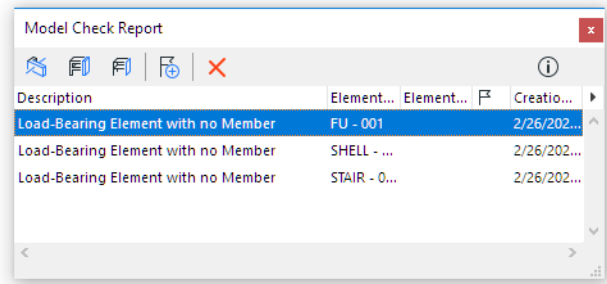 Model Check Report
Description Element... Element... Creatio...
Load-Bearing Element with no Member FU - 001 2/26/202...
Load-Bearing Element with no Member SHELL - ... 2/26/202...
Load-Bearing Element with no Member STAIR - 0... 2/26/202...